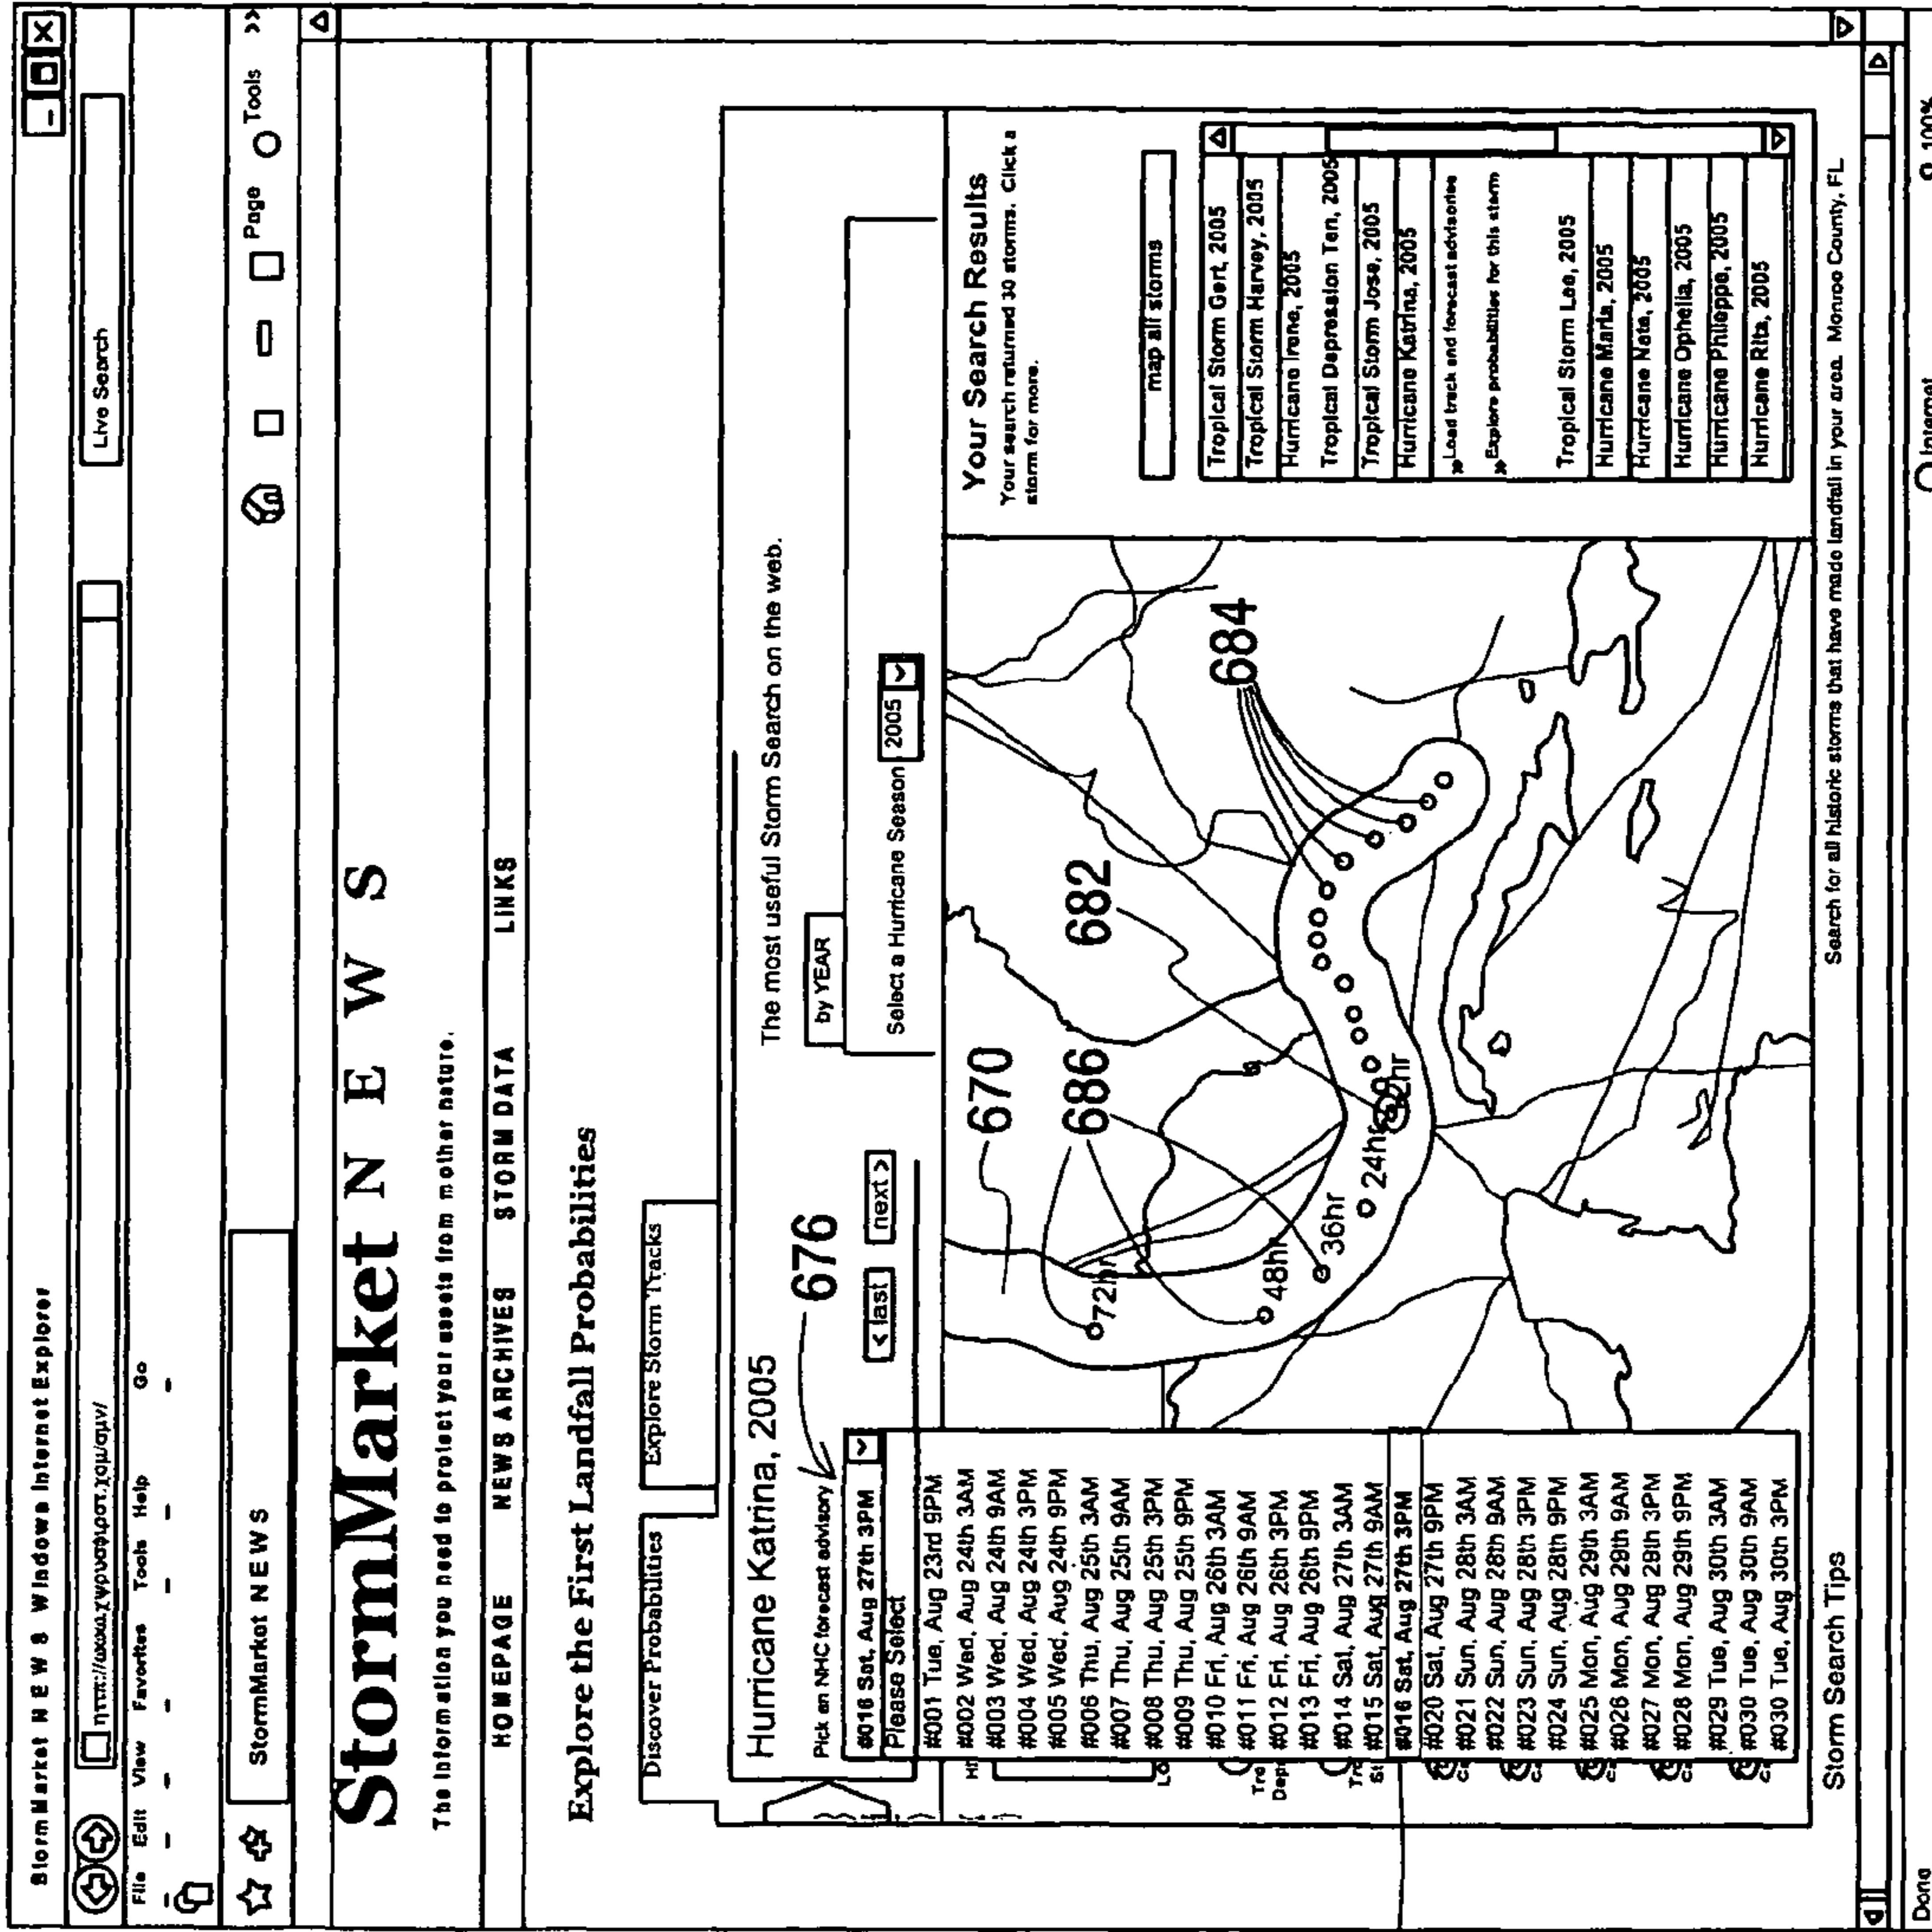 StormMarket N E W S Windows Internet Explorer
ηττπ://ωωω.χψρυσφιροτ.χομ/σμν/
Live Search
File Edit View Favorites Tools Help Go
StormMarket N E W S
Page Tools »
StormMarket N E W S
The information you need to protect your assets from mother nature.
HOMEPAGE NEWS ARCHIVES STORM DATA LINKS
Explore the First Landfall Probabilities
Discover Probabilities
Explore Storm Tracks
Hurricane Katrina, 2005
The most useful Storm Search on the web.
676
Pick an NHC forecast advisory
by YEAR
#016 Sat, Aug 27th 3PM
< last
next >
Select a Hurricane Season 2005
Please Select
#001 Tue, Aug 23rd 9PM
#002 Wed, Aug 24th 3AM
#003 Wed, Aug 24th 9AM
#004 Wed, Aug 24th 3PM
#005 Wed, Aug 24th 9PM
#006 Thu, Aug 25th 3AM
#007 Thu, Aug 25th 9AM
#008 Thu, Aug 25th 3PM
#009 Thu, Aug 25th 9PM
#010 Fri, Aug 26th 3AM
#011 Fri, Aug 26th 9AM
#012 Fri, Aug 26th 3PM
#013 Fri, Aug 26th 9PM
#014 Sat, Aug 27th 3AM
#015 Sat, Aug 27th 9AM
#016 Sat, Aug 27th 3PM
#020 Sat, Aug 27th 9PM
#021 Sun, Aug 28th 3AM
#022 Sun, Aug 28th 9AM
#023 Sun, Aug 28th 3PM
#024 Sun, Aug 28th 9PM
#025 Mon, Aug 29th 3AM
#026 Mon, Aug 29th 9AM
#027 Mon, Aug 29th 3PM
#028 Mon, Aug 29th 9PM
#029 Tue, Aug 30th 3AM
#030 Tue, Aug 30th 9AM
#030 Tue, Aug 30th 3PM
670
686
682
684
72hr
48hr
36hr
24hr
Your Search Results
Your search returned 30 storms. Click a
storm for more.
map all storms
Tropical Storm Gert, 2005
Tropical Storm Harvey, 2005
Hurricane Irene, 2005
Tropical Depression Ten, 2005
Tropical Storm Jose, 2005
Hurricane Katrina, 2005
» Load track and forecast advisories
» Explore probabilities for this storm
Tropical Storm Lee, 2005
Hurricane Maria, 2005
Hurricane Nate, 2005
Hurricane Ophelia, 2005
Hurricane Philippe, 2005
Hurricane Rita, 2005
Storm Search Tips
Search for all historic storms that have made landfall in your area. Monroe County, FL
Done
Internet
100%